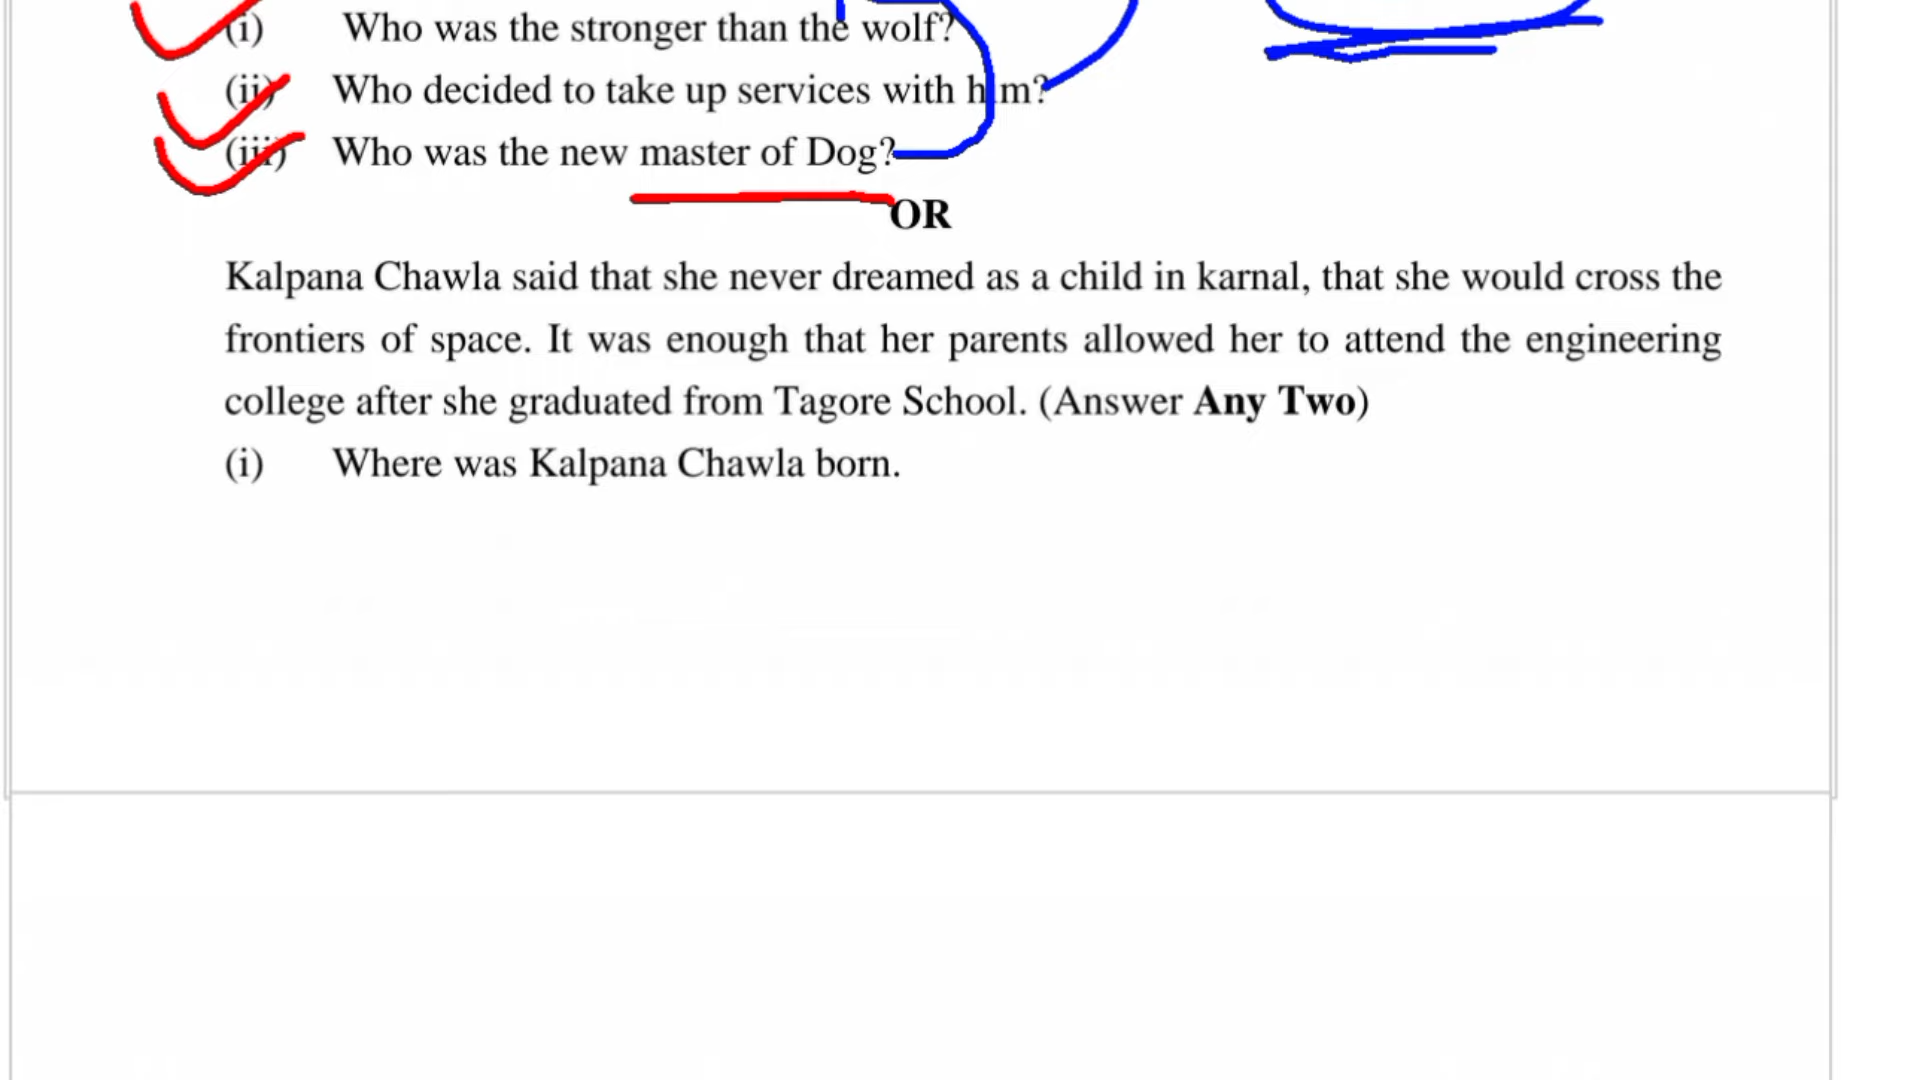 (i) Who was the stronger than the wolf?
(ii) Who decided to take up services with him?
(iii) Who was the new master of Dog?
OR
Kalpana Chawla said that she never dreamed as a child in karnal, that she would cross the
frontiers of space. It was enough that her parents allowed her to attend the engineering
college after she graduated from Tagore School. (Answer Any Two)
(i) Where was Kalpana Chawla born.